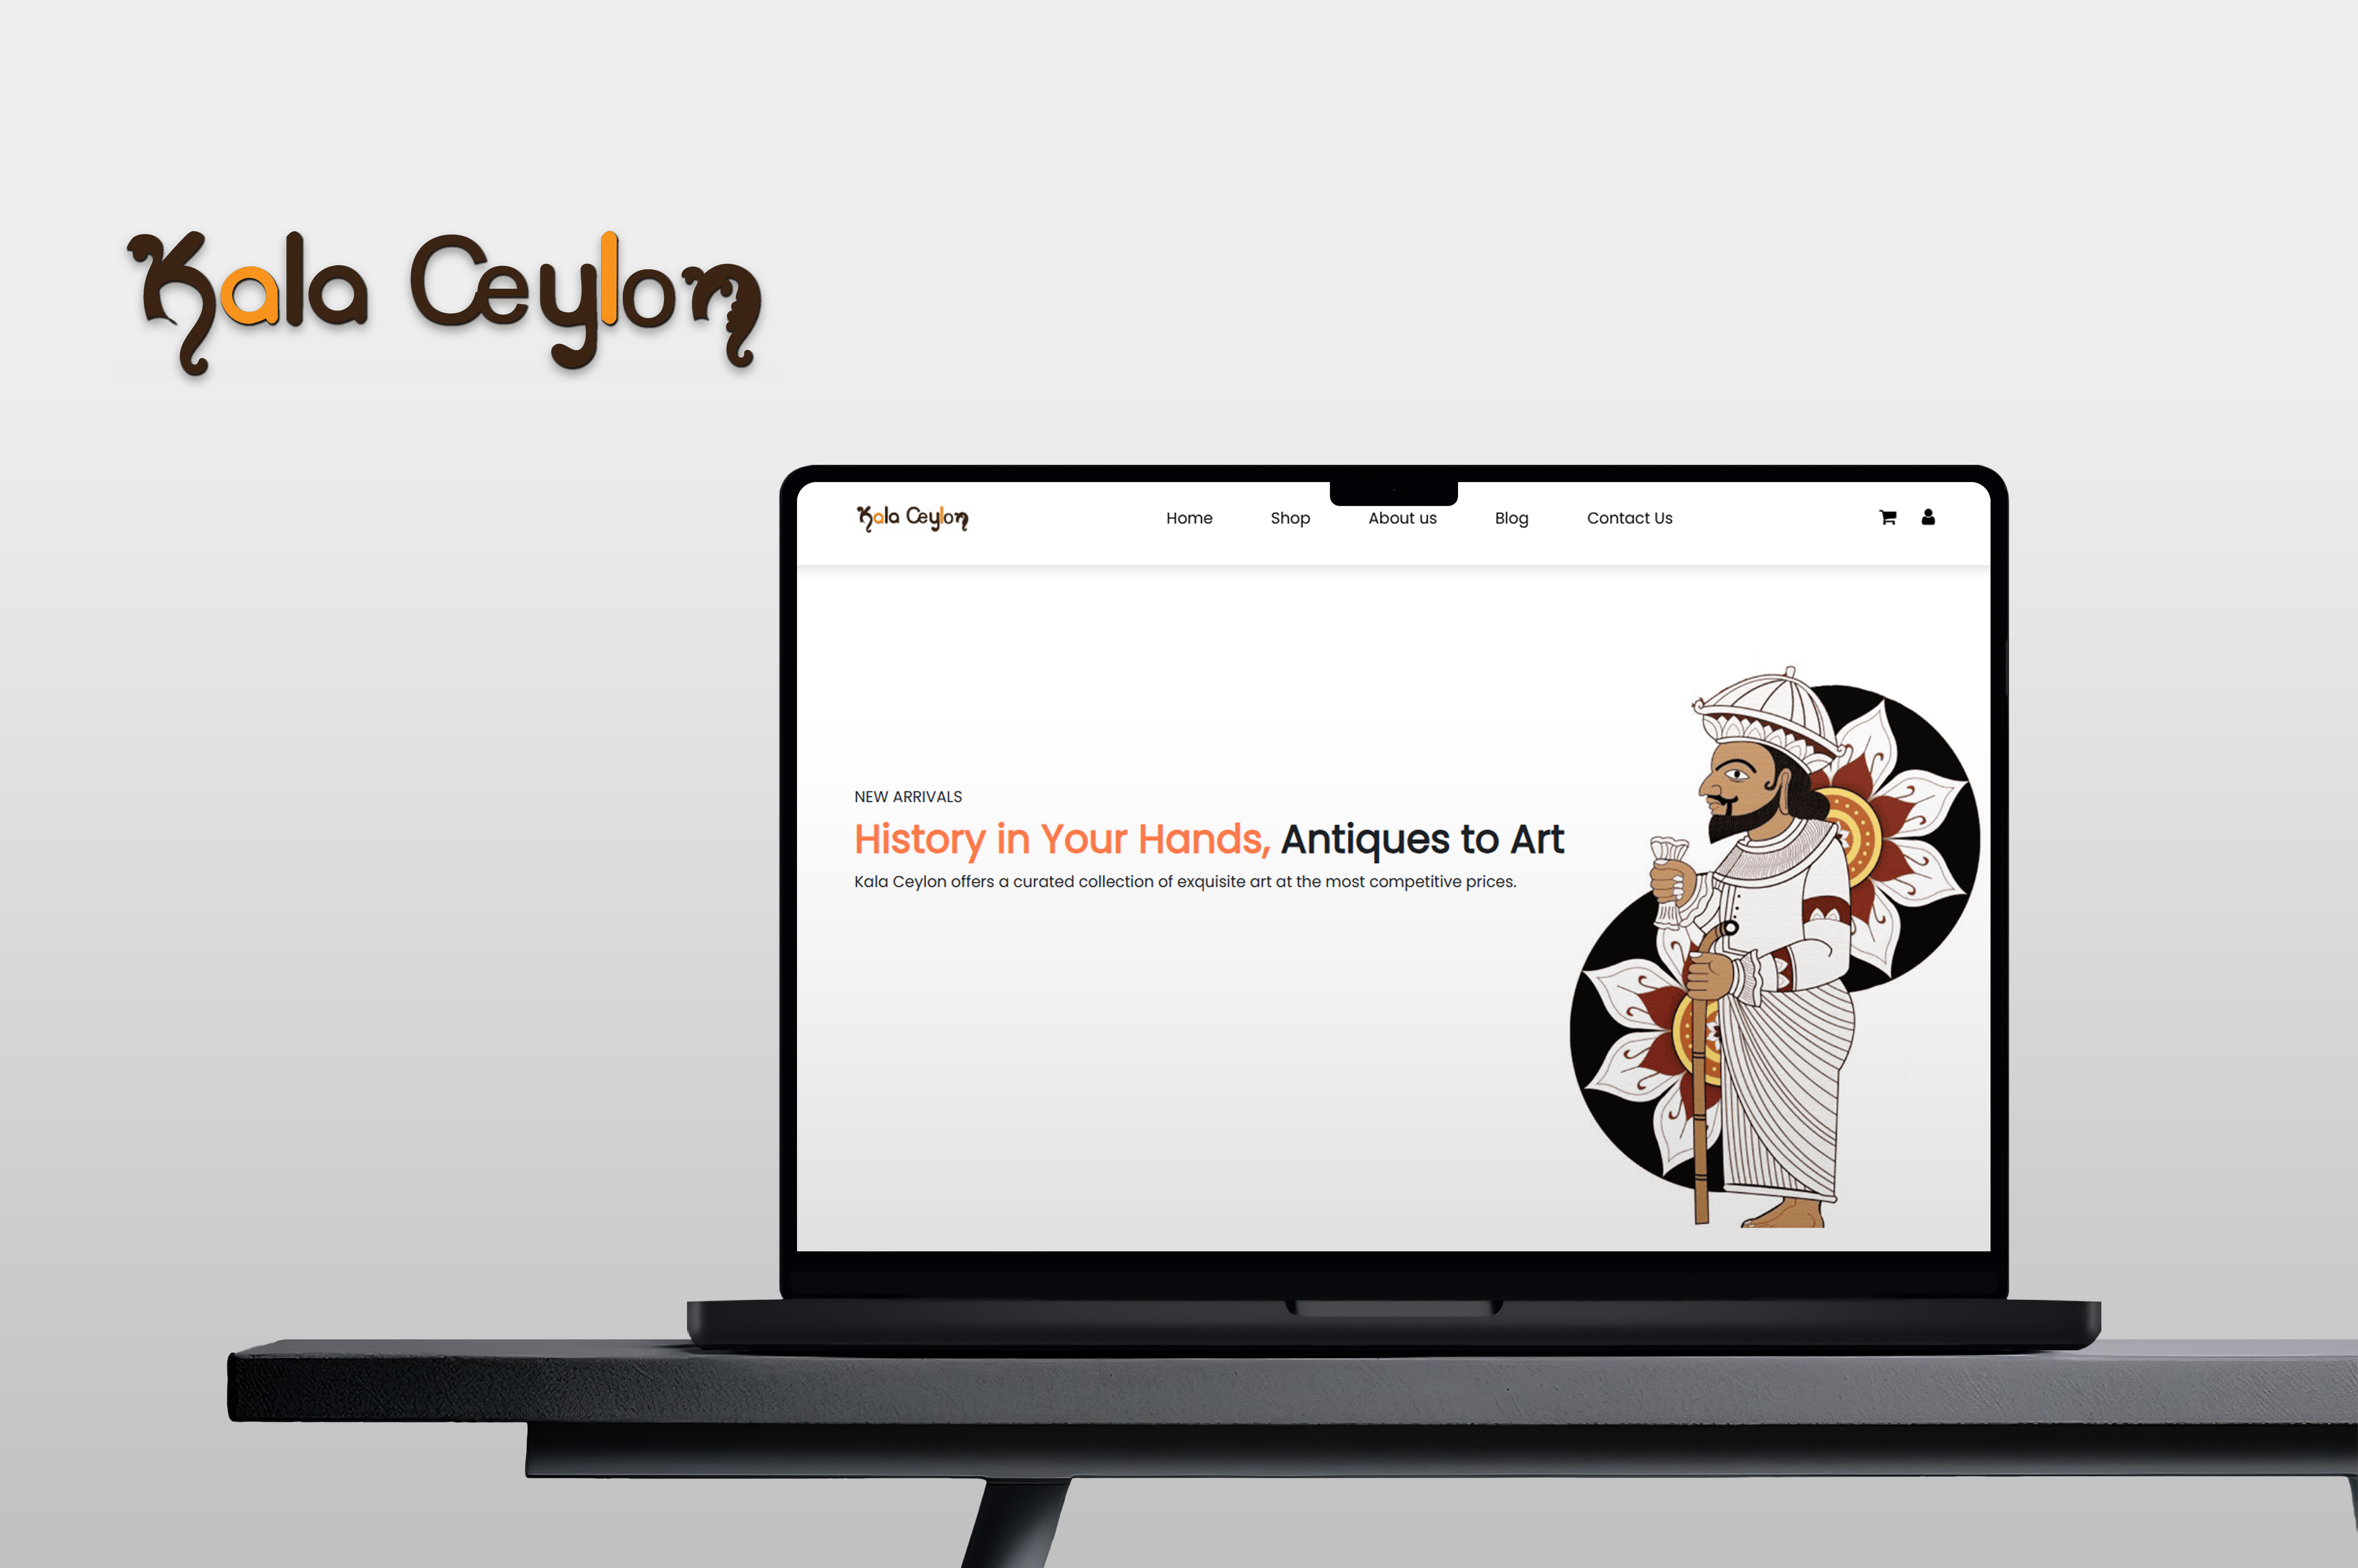 Kala Ceylon
Kala Ceylon
Home Shop About us Blog Contact Us
NEW ARRIVALS
History in Your Hands, Antiques to Art
Kala Ceylon offers a curated collection of exquisite art at the most competitive prices.